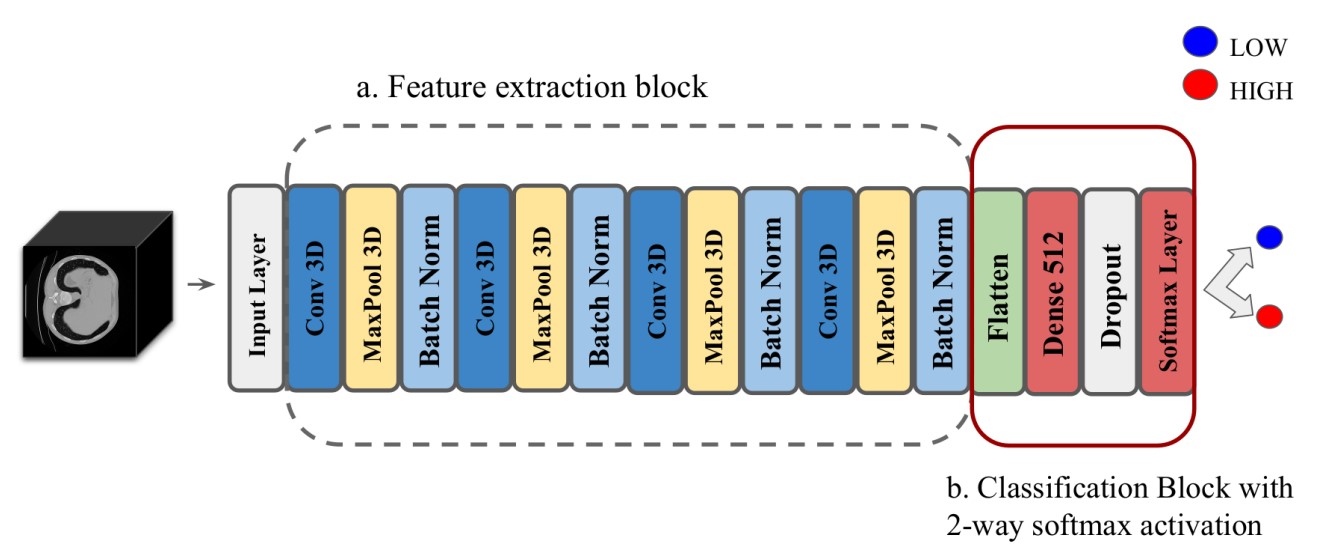 LOW
HIGH
a. Feature extraction block
Input Layer
Conv 3D
MaxPool 3D
Batch Norm
Conv 3D
MaxPool 3D
Batch Norm
Conv 3D
MaxPool 3D
Batch Norm
Conv 3D
MaxPool 3D
Batch Norm
Flatten
Dense 512
Dropout
Softmax Layer
b. Classification Block with
2-way softmax activation